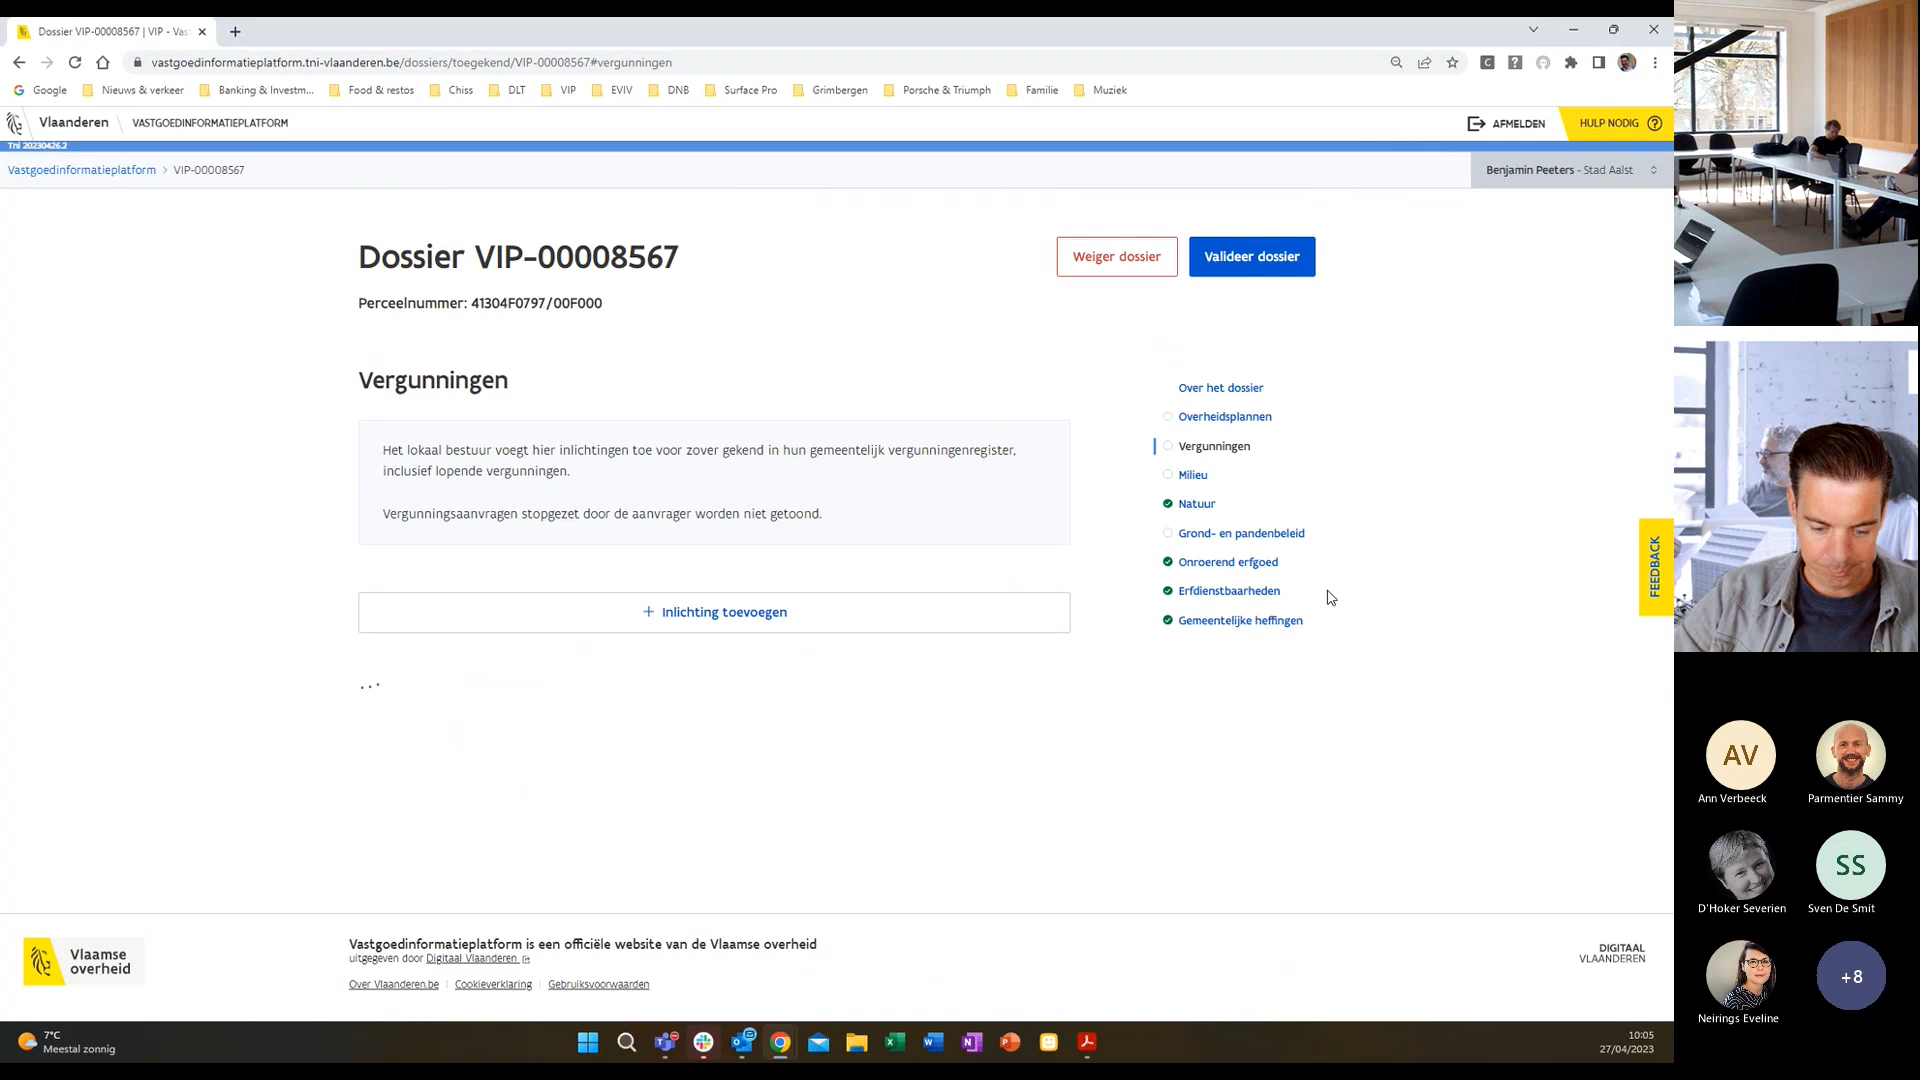 Dossier VIP-00008567 | VIP - Vas
vastgoedinformatieplatform.tni-vlaanderen.be/dossiers/toegekend/VIP-00008567#vergunningen
Google
Nieuws & verkeer
Banking & Investm...
Food & restos
Chiss
DLT
VIP
EVIV
DNB
Surface Pro
Grimbergen
Porsche & Triumph
Familie
Muziek
Vlaanderen
VASTGOEDINFORMATIEPLATFORM
AFMELDEN
HULP NODIG
TnI 20230426.2
Vastgoedinformatieplatform > VIP-00008567
Benjamin Peeters - Stad Aalst
Dossier VIP-00008567
Weiger dossier
Valideer dossier
Perceelnummer: 41304F0797/00F000
Vergunningen
Het lokaal bestuur voegt hier inlichtingen toe voor zover gekend in hun gemeentelijk vergunningenregister,
inclusief lopende vergunningen.
Vergunningsaanvragen stopgezet door de aanvrager worden niet getoond.
+ Inlichting toevoegen
...
Over het dossier
Overheidsplannen
Vergunningen
Milieu
Natuur
Grond- en pandenbeleid
Onroerend erfgoed
Erfdienstbaarheden
Gemeentelijke heffingen
FEEDBACK
Vlaamse
overheid
Vastgoedinformatieplatform is een officiële website van de Vlaamse overheid
uitgegeven door Digitaal Vlaanderen
Over Vlaanderen.be
Cookieverklaring
Gebruiksvoorwaarden
DIGITAAL
VLAANDEREN
7°C
Meestal zonnig
10:05
27/04/2023
AV
Ann Verbeeck
Parmentier Sammy
D'Hoker Severien
SS
Sven De Smit
Neirings Eveline
+8